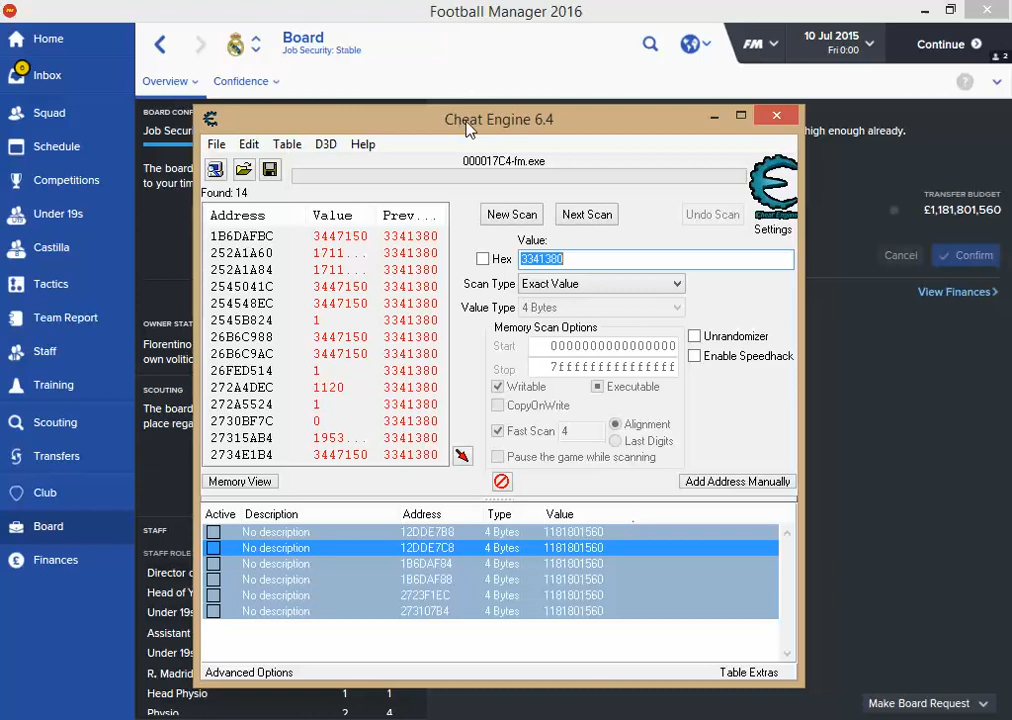 Football Manager 2016
FM
Home
Inbox
Squad
Schedule
Competitions
Under 19s
Castilla
Tactics
Team Report
Staff
Training
Scouting
Transfers
Club
Board
Finances
Board
Job Security: Stable
FM
10 Jul 2015
Fri 0:00
Continue
2
Overview
Confidence
BOARD CONF
Job Secur
The board
to your tim
high enough already.
TRANSFER BUDGET
£1,181,801,560
Cancel
Confirm
View Finances>
OWNER STAT
Florentino
own volitio
SCOUTING
The board
place rega
STAFF
STAFF ROLE
Director o
Head of Y
Under 19s
Assistant
Under 19s
R. Madrid
Head Physio 1 1
Physio 2 4
Make Board Request
Cheat Engine 6.4
File Edit Table D3D Help
000017C4-fm.exe
Found: 14
Address Value Prev...
1B6DAFBC 3447150 3341380
252A1A60 1711... 3341380
252A1A84 1711... 3341380
2545041C 3447150 3341380
254548EC 3447150 3341380
2545B824 1 3341380
26B6C988 3447150 3341380
26B6C9AC 3447150 3341380
26FED514 1 3341380
272A4DEC 1120 3341380
272A5524 1 3341380
2730BF7C 0 3341380
27315AB4 1953... 3341380
2734E1B4 3447150 3341380
New Scan Next Scan Undo Scan
Cheat Engine
Settings
Value:
Hex 3341380
Scan Type Exact Value
Value Type 4 Bytes
Memory Scan Options
Start 0000000000000000
Stop 7fffffffffffffff
Writable Executable
CopyOnWrite
Fast Scan 4 Alignment
Last Digits
Pause the game while scanning
Unrandomizer
Enable Speedhack
Memory View
Add Address Manually
Active Description Address Type Value
No description 12DDE7B8 4 Bytes 1181801560
No description 12DDE7C8 4 Bytes 1181801560
No description 1B6DAF84 4 Bytes 1181801560
No description 1B6DAF88 4 Bytes 1181801560
No description 2723F1EC 4 Bytes 1181801560
No description 273107B4 4 Bytes 1181801560
Advanced Options
Table Extras